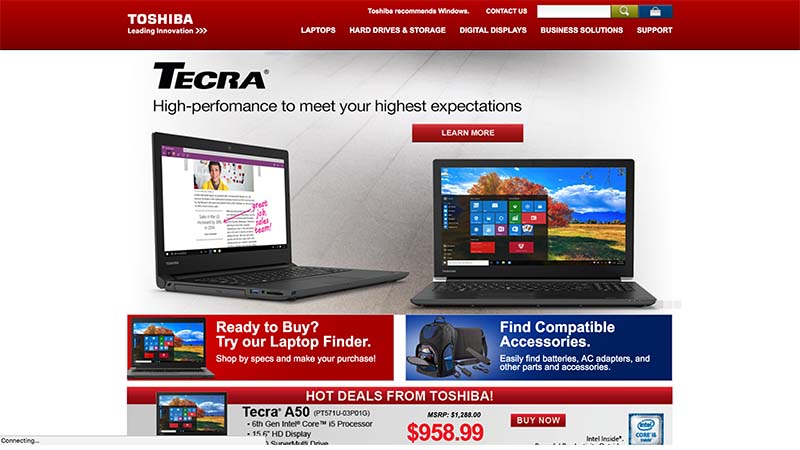 TOSHIBA
Leading Innovation >>>
Toshiba recommends Windows.
CONTACT US
LAPTOPS
HARD DRIVES & STORAGE
DIGITAL DISPLAYS
BUSINESS SOLUTIONS
SUPPORT
TECRA®
High-perfomance to meet your highest expectations
LEARN MORE
great
job,
sales
team!
TOSHIBA
Ready to Buy?
Try our Laptop Finder.
Shop by specs and make your purchase!
Find Compatible
Accessories.
Easily find batteries, AC adapters, and
other parts and accessories.
HOT DEALS FROM TOSHIBA!
Tecra® A50 (PT571U-03P01G)
• 6th Gen Intel® Core™ i5 Processor
• 15.6" HD Display
SuperMulti Drive
MSRP: $1,288.00
$958.99
BUY NOW
Intel Inside®.
CORE i5
Connecting...